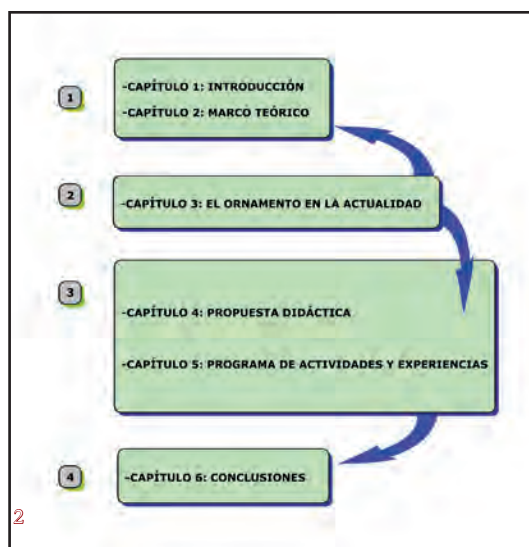 1
-CAPÍTULO 1: INTRODUCCIÓN
-CAPÍTULO 2: MARCO TEÓRICO
2
-CAPÍTULO 3: EL ORNAMENTO EN LA ACTUALIDAD
3
-CAPÍTULO 4: PROPUESTA DIDÁCTICA
-CAPÍTULO 5: PROGRAMA DE ACTIVIDADES Y EXPERIENCIAS
4
-CAPÍTULO 6: CONCLUSIONES
2